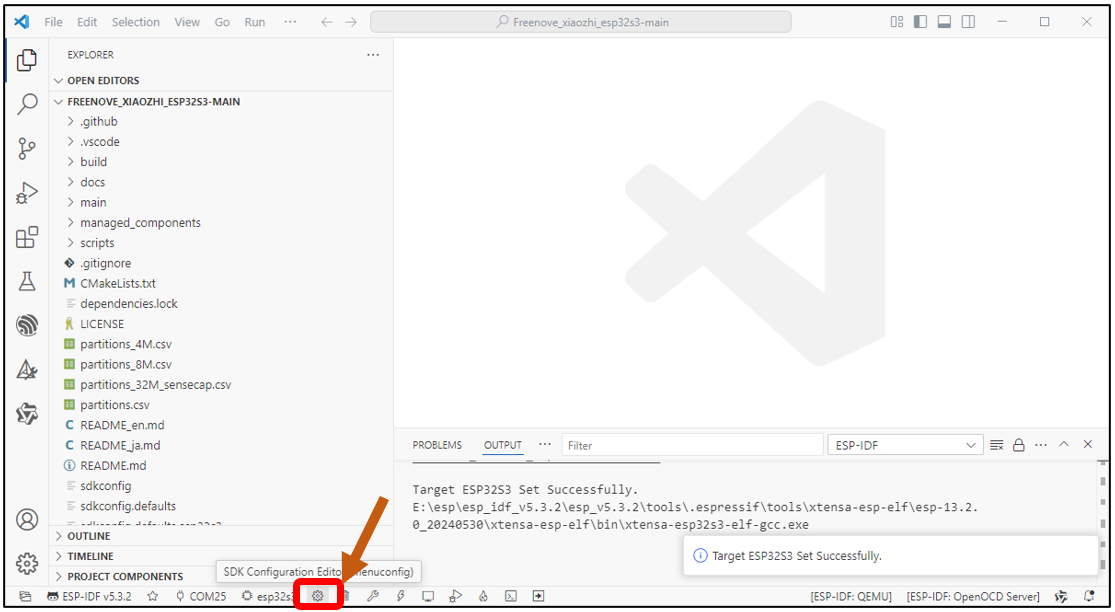 File Edit Selection View Go Run ···
Freenove_xiaozhi_esp32s3-main
EXPLORER
OPEN EDITORS
FREENOVE_XIAOZHI_ESP32S3-MAIN
.github
.vscode
build
docs
main
managed_components
scripts
.gitignore
CMakeLists.txt
dependencies.lock
LICENSE
partitions_4M.csv
partitions_8M.csv
partitions_32M_sensecap.csv
partitions.csv
README_en.md
README_ja.md
README.md
sdkconfig
sdkconfig.defaults
sdkconfig.defaults.esp32c3
OUTLINE
TIMELINE
PROJECT COMPONENTS
PROBLEMS OUTPUT ··· Filter ESP-IDF
Target ESP32S3 Set Successfully.
E:\esp\esp_idf_v5.3.2\esp_v5.3.2\tools\.espressif\tools\xtensa-esp-elf\esp-13.2.
0_20240530\xtensa-esp-elf\bin\xtensa-esp32s3-elf-gcc.exe
Target ESP32S3 Set Successfully.
SDK Configuration Edito menuconfig)
ESP-IDF v5.3.2 COM25 esp32s3 [ESP-IDF: QEMU] [ESP-IDF: OpenOCD Server]